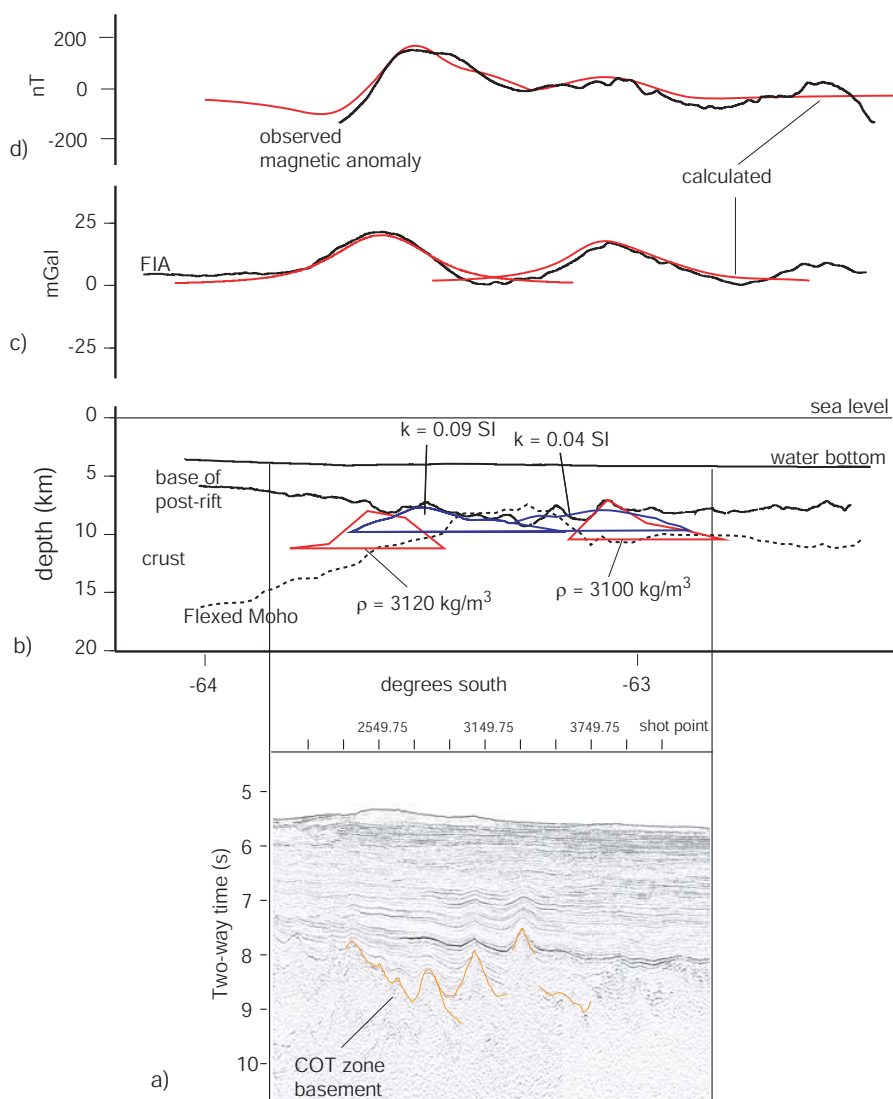 200
0
-200
nT
d)
observed
magnetic anomaly
calculated
25
0
-25
mGal
FIA
c)
0
5
10
15
20
depth (km)
sea level
k = 0.09 SI
k = 0.04 SI
water bottom
base of
post-rift
crust
ρ = 3120 kg/m³
ρ = 3100 kg/m³
Flexed Moho
b)
-64
degrees south
-63
2549.75
3149.75
3749.75
shot point
5
6
7
8
9
10
Two-way time (s)
COT zone
basement
a)